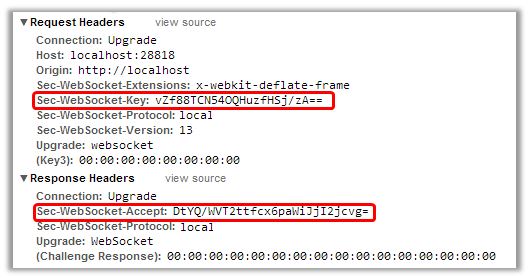 Request Headers view source
Connection: Upgrade
Host: localhost:28818
Origin: http://localhost
Sec-WebSocket-Extensions: x-webkit-deflate-frame
Sec-WebSocket-Key: vZf88TCN54OQHuzfHSj/zA==
Sec-WebSocket-Protocol: local
Sec-WebSocket-Version: 13
Upgrade: websocket
(Key3): 00:00:00:00:00:00:00:00
Response Headers view source
Connection: Upgrade
Sec-WebSocket-Accept: DtYQ/WVT2ttfcx6paWiJjI2jcvg=
Sec-WebSocket-Protocol: local
Upgrade: WebSocket
(Challenge Response): 00:00:00:00:00:00:00:00:00:00:00:00:00:00:00:00